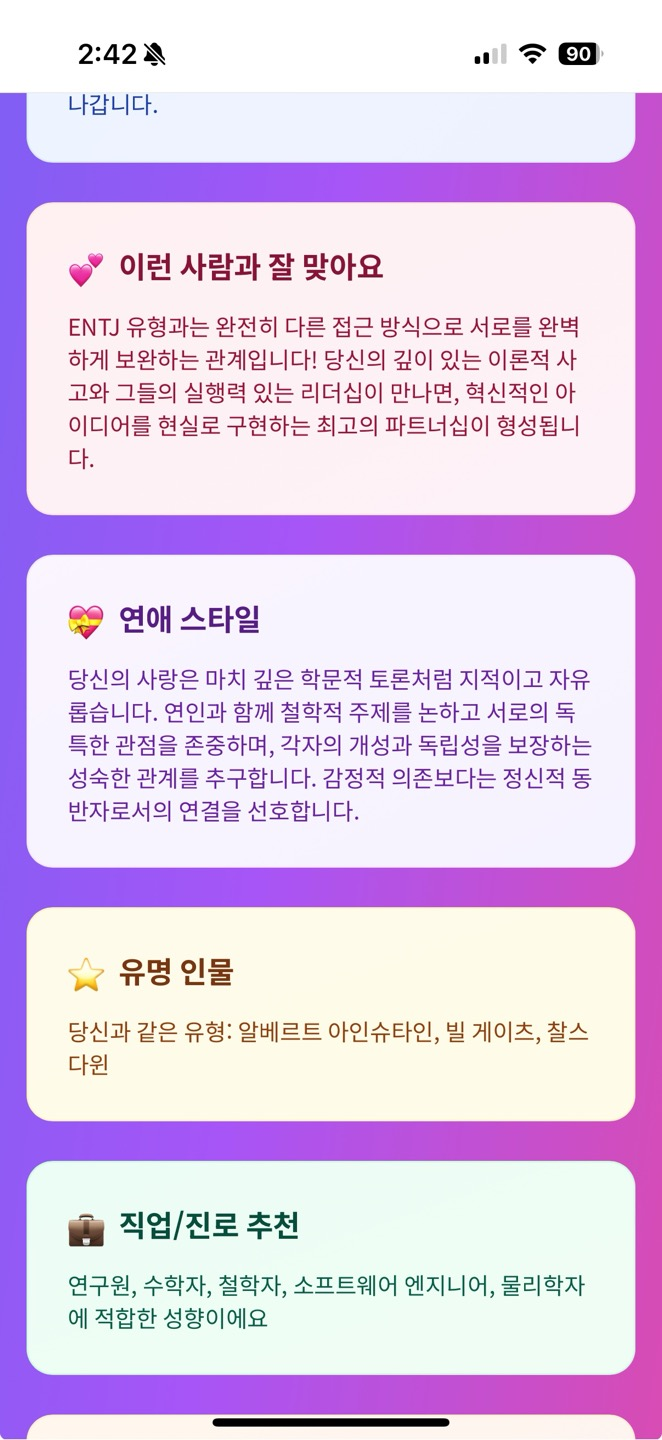 2:42
90
나갑니다.
이런 사람과 잘 맞아요
ENTJ 유형과는 완전히 다른 접근 방식으로 서로를 완벽
하게 보완하는 관계입니다! 당신의 깊이 있는 이론적 사
고와 그들의 실행력 있는 리더십이 만나면, 혁신적인 아
이디어를 현실로 구현하는 최고의 파트너십이 형성됩니
다.
연애 스타일
당신의 사랑은 마치 깊은 학문적 토론처럼 지적이고 자유
롭습니다. 연인과 함께 철학적 주제를 논하고 서로의 독
특한 관점을 존중하며, 각자의 개성과 독립성을 보장하는
성숙한 관계를 추구합니다. 감정적 의존보다는 정신적 동
반자로서의 연결을 선호합니다.
유명 인물
당신과 같은 유형: 알베르트 아인슈타인, 빌 게이츠, 찰스
다윈
직업/진로 추천
연구원, 수학자, 철학자, 소프트웨어 엔지니어, 물리학자
에 적합한 성향이에요